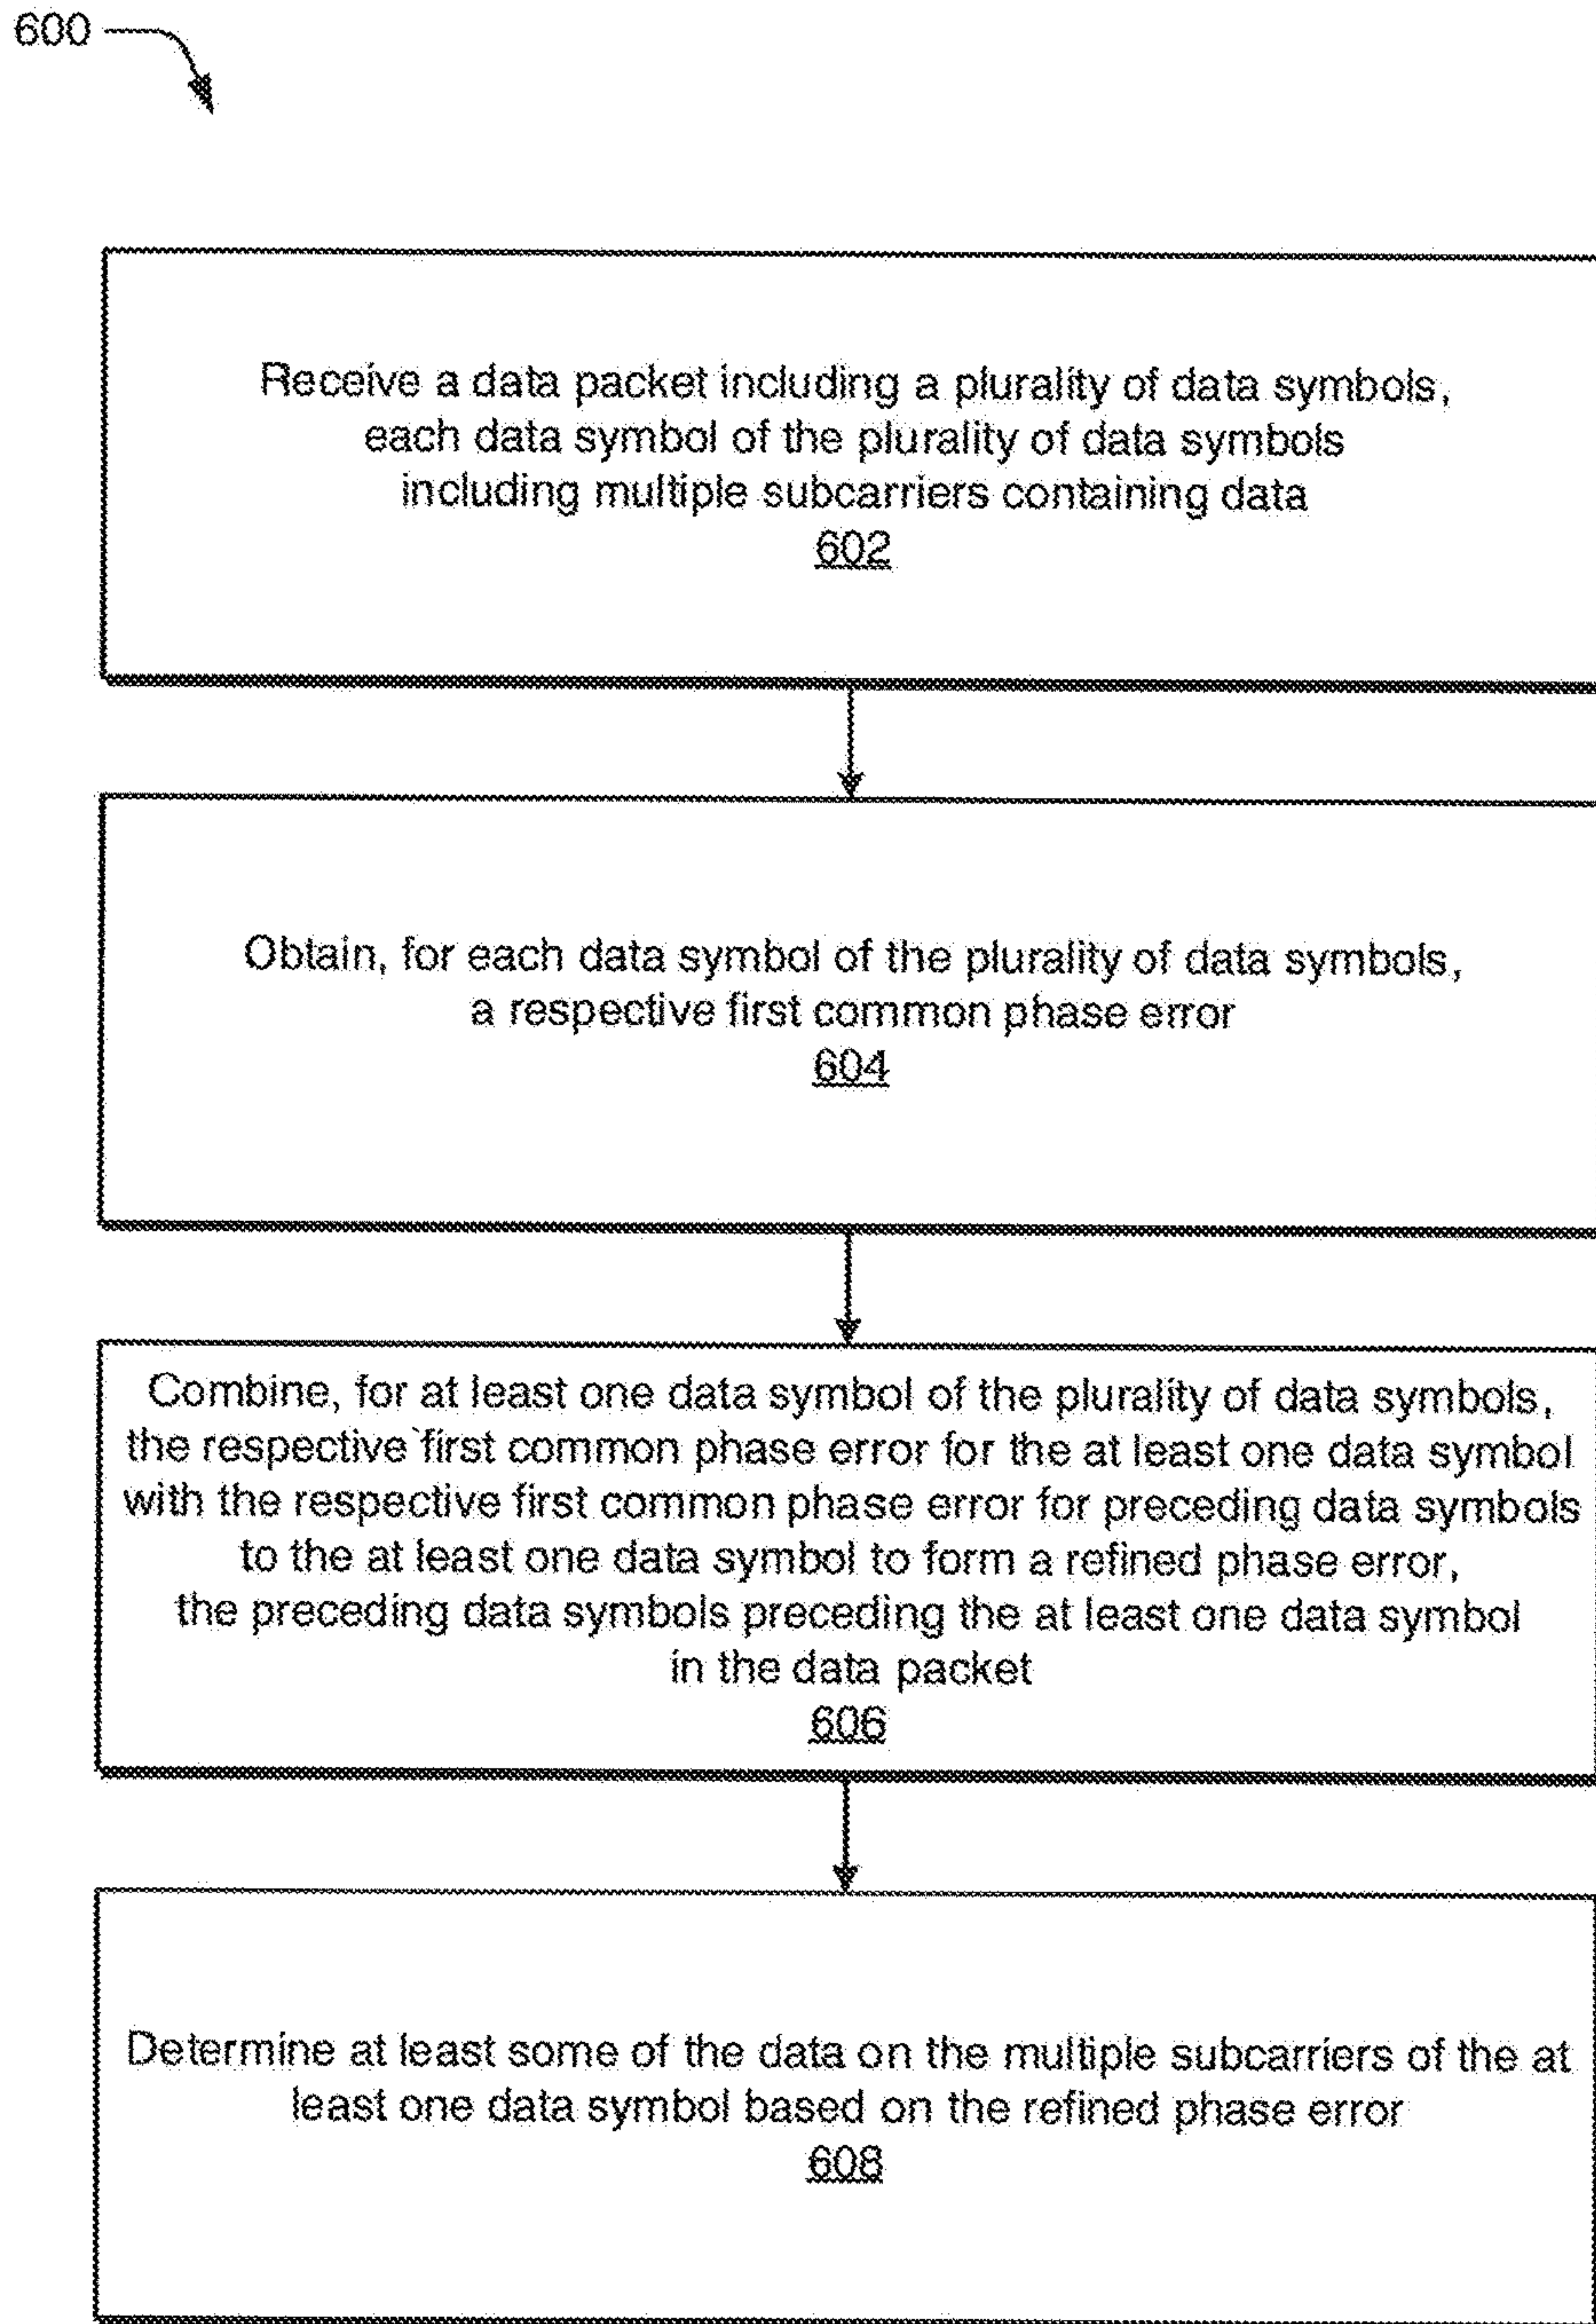 600
Receive a data packet including a plurality of data symbols,
each data symbol of the plurality of data symbols
including multiple subcarriers containing data
602
Obtain, for each data symbol of the plurality of data symbols,
a respective first common phase error
604
Combine, for at least one data symbol of the plurality of data symbols,
the respective first common phase error for the at least one data symbol
with the respective first common phase error for preceding data symbols
to the at least one data symbol to form a refined phase error,
the preceding data symbols preceding the at least one data symbol
in the data packet
606
Determine at least some of the data on the multiple subcarriers of the at
least one data symbol based on the refined phase error
608